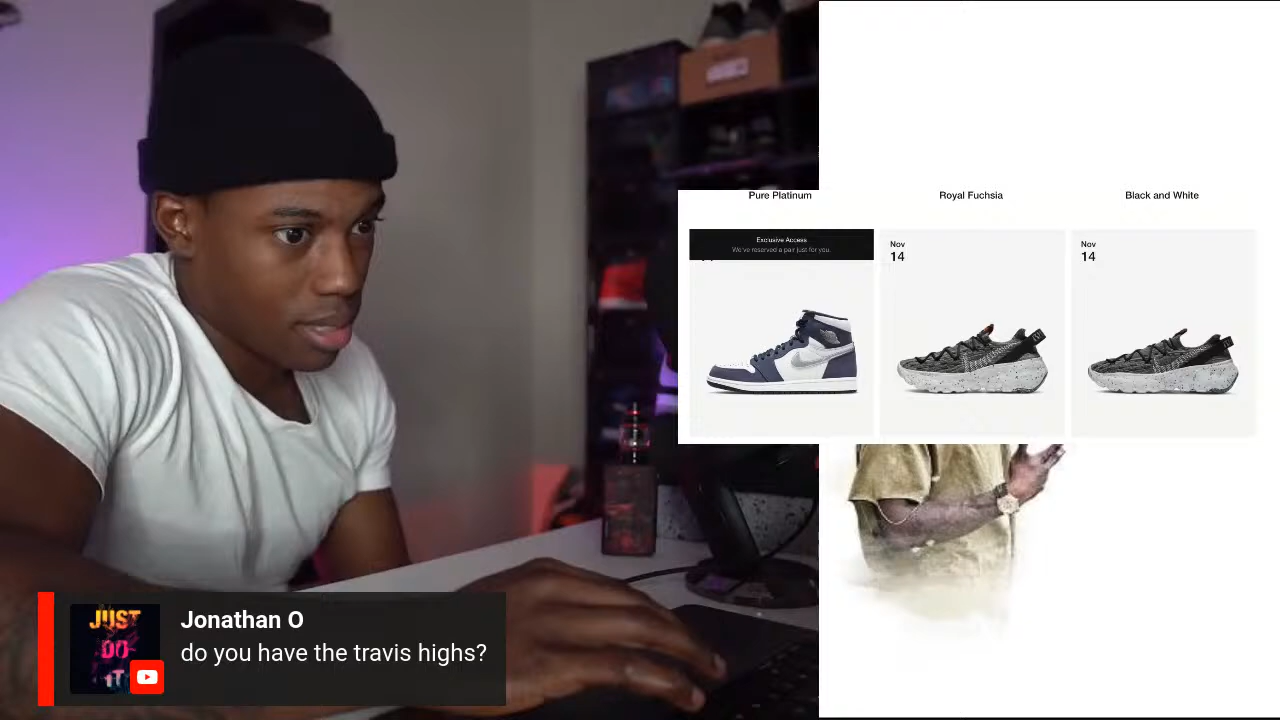 Pure Platinum
Royal Fuchsia
Black and White
Exclusive Access
We've reserved a pair just for you.
Nov
14
Nov
14
JUST
DO
IT
Jonathan O
do you have the travis highs?